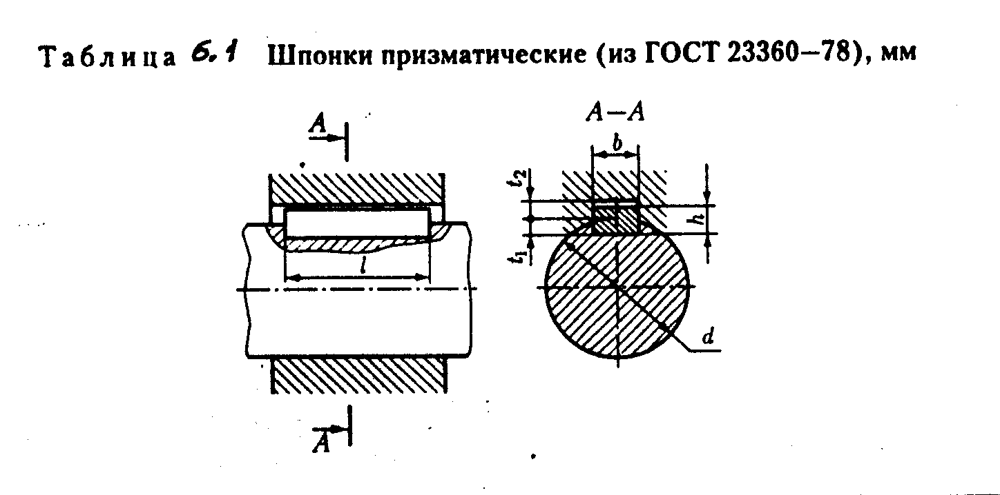 Таблица 6.1 Шпонки призматические (из ГОСТ 23360—78), мм
A
A—A
b
t2
h
l
t1
d
A